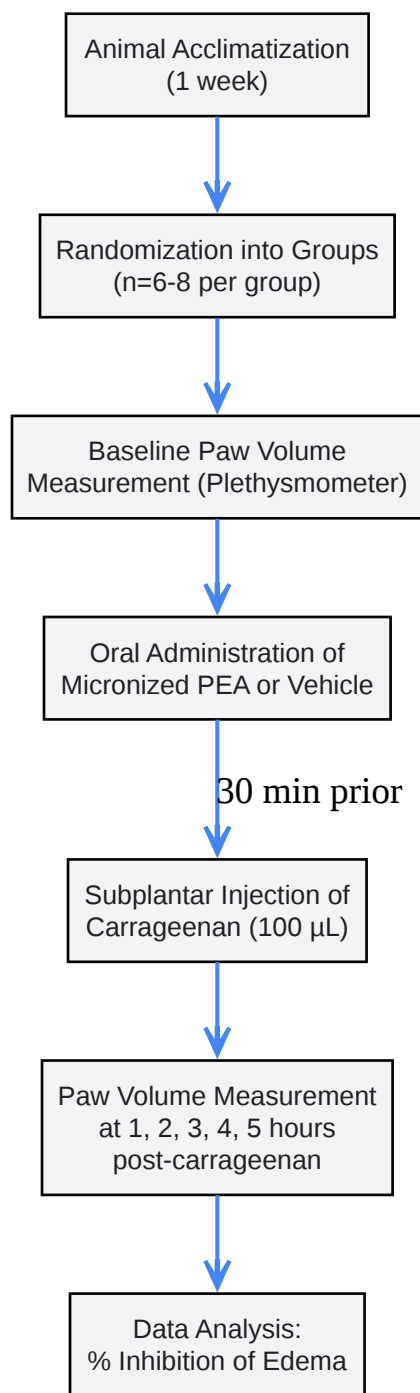 Animal Acclimatization
(1 week)
Randomization into Groups
(n=6-8 per group)
Baseline Paw Volume
Measurement (Plethysmometer)
Oral Administration of
Micronized PEA or Vehicle
30 min prior
Subplantar Injection of
Carrageenan (100 µL)
Paw Volume Measurement
at 1, 2, 3, 4, 5 hours
post-carrageenan
Data Analysis:
% Inhibition of Edema